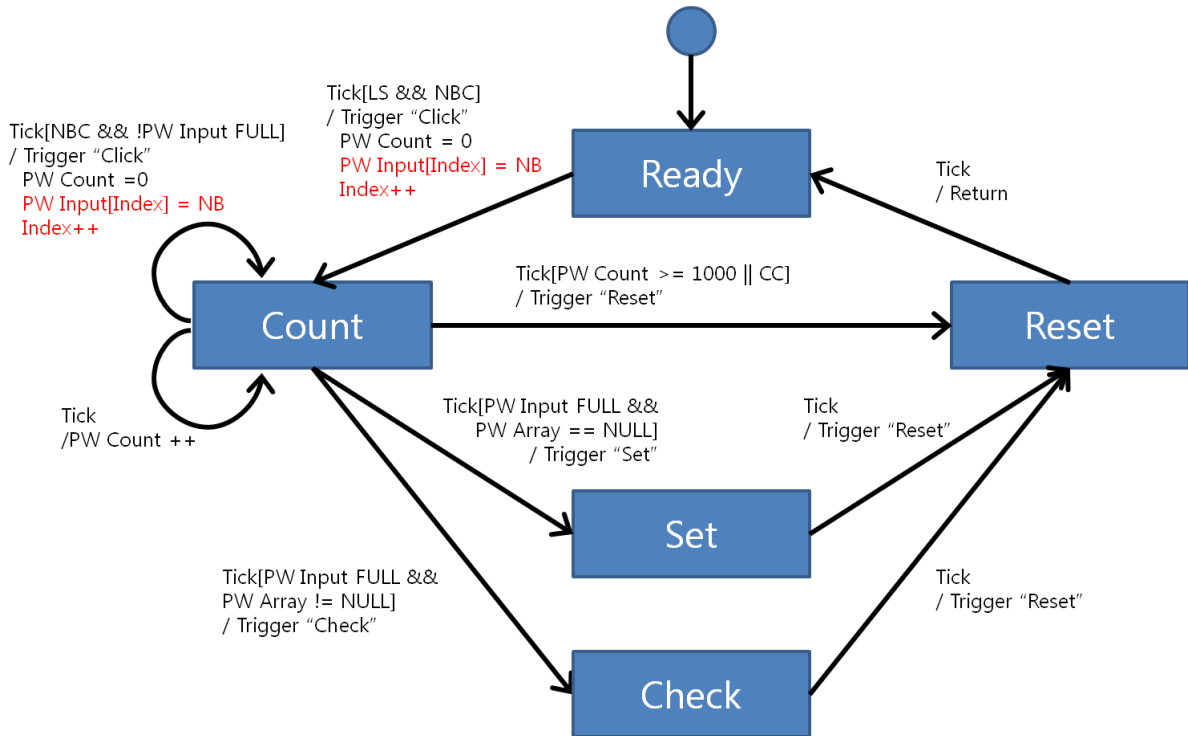 Tick[LS && NBC]
/ Trigger “Click”
PW Count = 0
PW Input[Index] = NB
Index++
Tick[NBC && !PW Input FULL]
/ Trigger “Click”
PW Count =0
PW Input[Index] = NB
Index++
Ready
Tick
/ Return
Tick[PW Count >= 1000 || CC]
/ Trigger “Reset”
Count
Reset
Tick
/PW Count ++
Tick[PW Input FULL &&
PW Array == NULL]
/ Trigger “Set”
Tick
/ Trigger “Reset”
Set
Tick[PW Input FULL &&
PW Array != NULL]
/ Trigger “Check”
Tick
/ Trigger “Reset”
Check